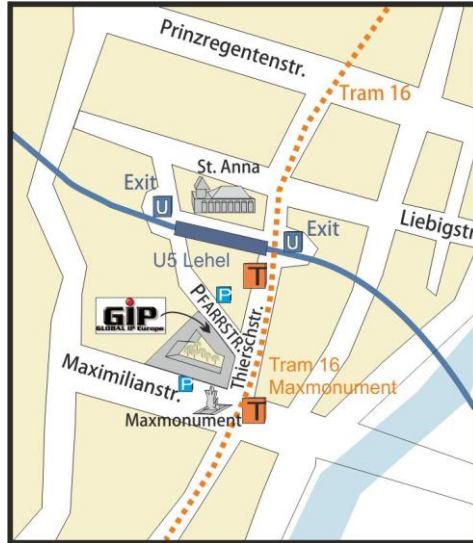 Prinzregentenstr.
Tram 16
St. Anna
Exit
U
U
Exit
Liebigstr
U5 Lehel
T
P
PFARRSTR.
GiP
GLOBAL IP Europe
Thierschstr.
Tram 16
Maxmonument
Maximilianstr.
P
T
Maxmonument